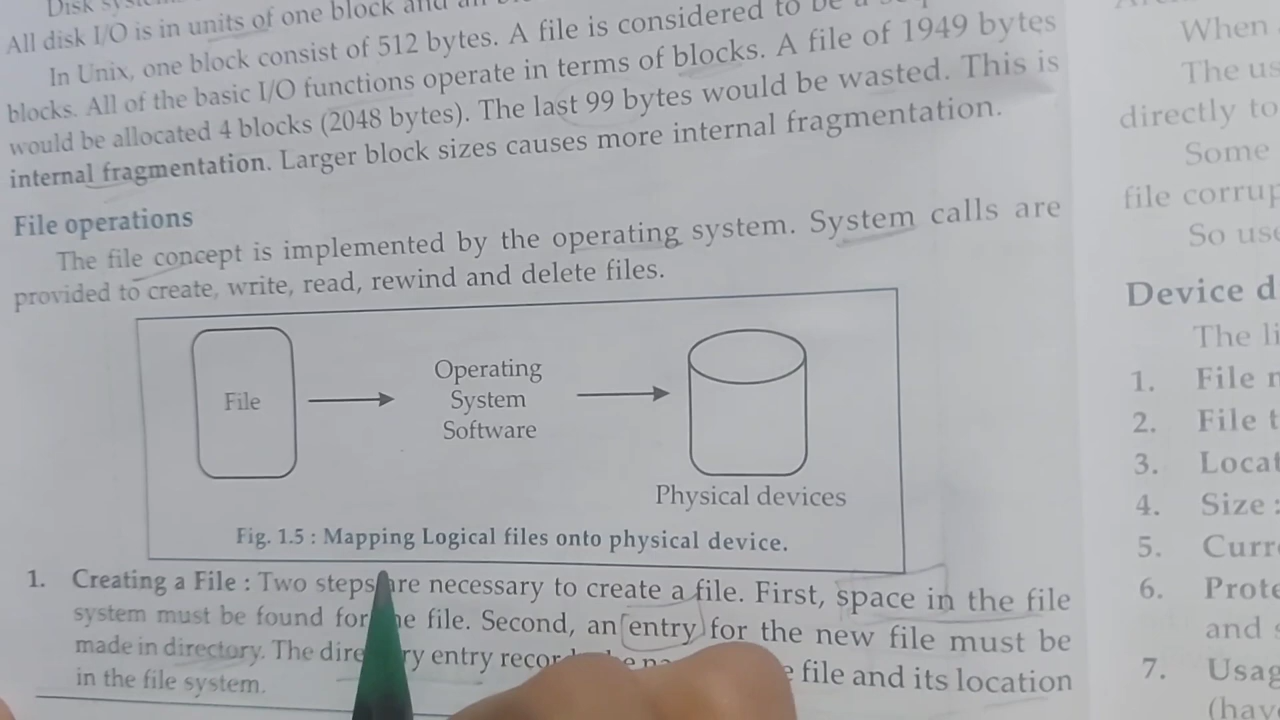 Disk
All disk I/O is in units of one block and
In Unix, one block consist of 512 bytes. A file is considered to be a
blocks. All of the basic I/O functions operate in terms of blocks. A file of 1949 bytes
would be allocated 4 blocks (2048 bytes). The last 99 bytes would be wasted. This is
internal fragmentation. Larger block sizes causes more internal fragmentation.
File operations
The file concept is implemented by the operating system. System calls are
provided to create, write, read, rewind and delete files.
File
Operating
System
Software
Physical devices
Fig. 1.5 : Mapping Logical files onto physical device.
1. Creating a File : Two steps are necessary to create a file. First, space in the file
system must be found for the file. Second, an entry for the new file must be
made in directory. The directory entry file and its location
in the file system.
When
The
directly to
Some
file
So
Device
The
1. File
2. File
3.
4. Size :
5.
6.
and
7.